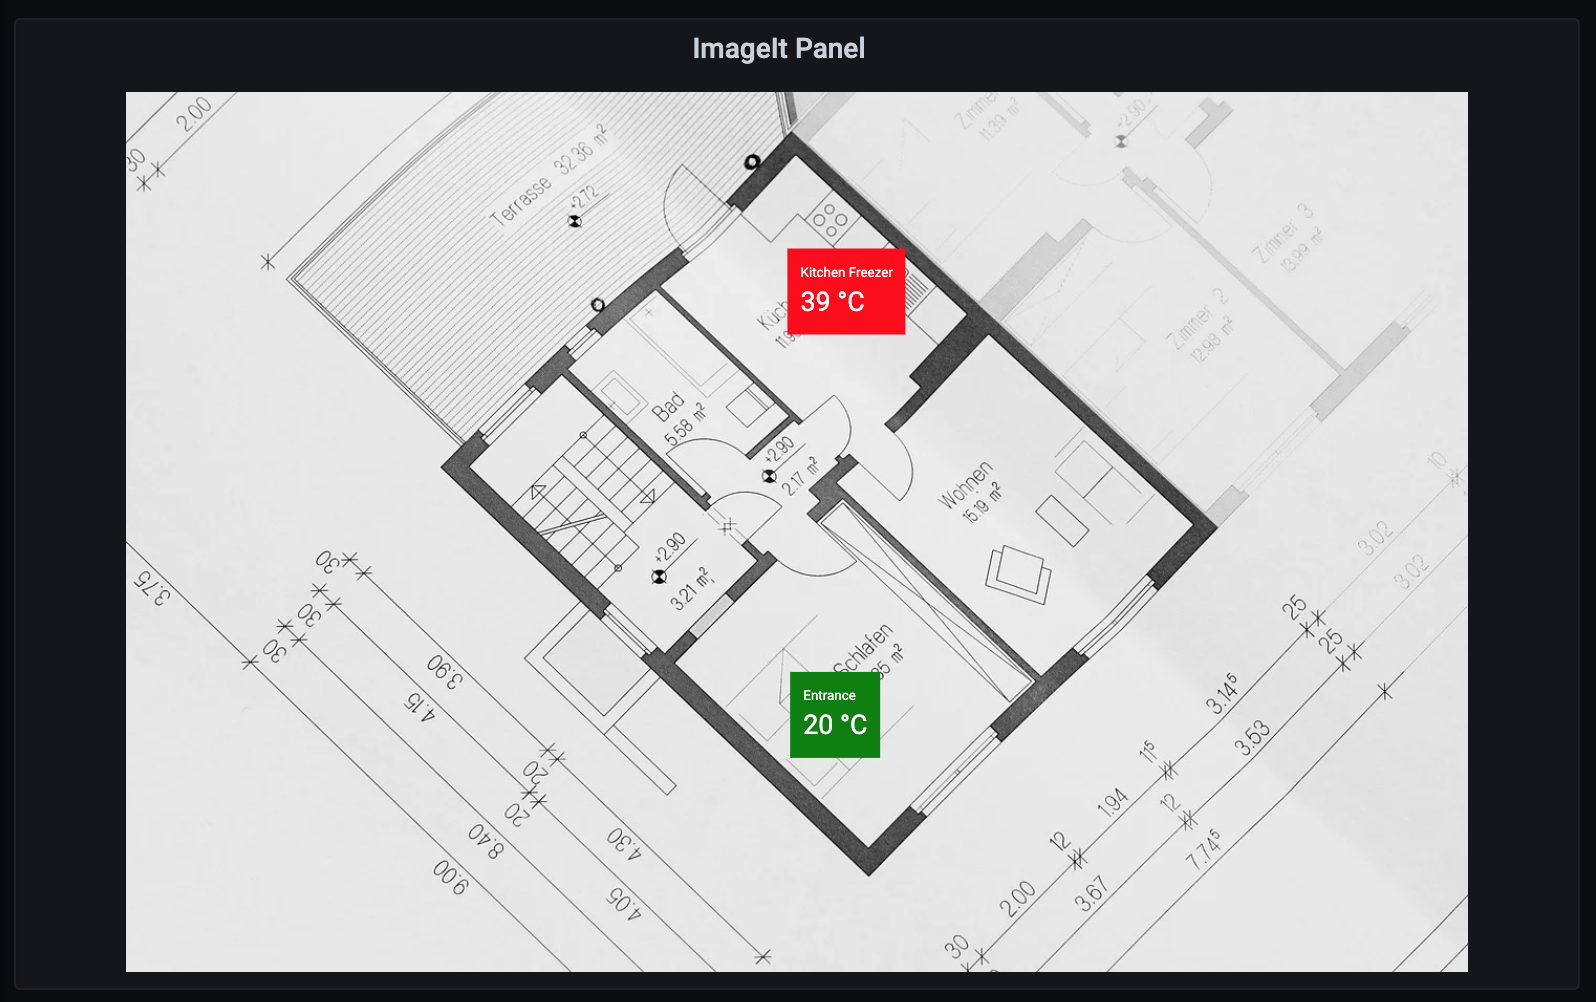 ImageIt Panel
2.00
30
Terrasse 32.36 m²
+2.72
Zimmer
11.39 m²
+2.90
Zimmer 3
13.99 m²
Zimmer 2
12.98 m²
Kitchen Freezer
39 °C
Bad
5.58 m²
+2.90
2.17 m²
Wohnen
15.19 m²
+2.90
3.21 m²
Schlafen
m²
Entrance
20 °C
3.75
30
30
30
3.90
4.15
20
20
8.40
9.00
4.30
4.05
10
3.02
3.02
25
25
3.14⁵
3.53
11⁵
1.94
12
12
7.74⁵
2.00
3.67
30